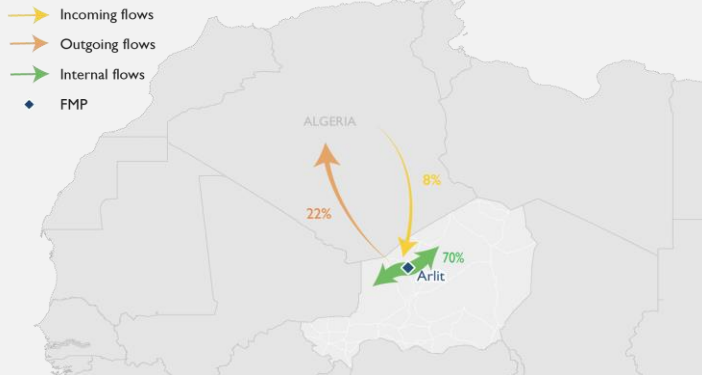 Incoming flows
Outgoing flows
Internal flows
FMP
ALGERIA
8%
22%
70%
Arlit